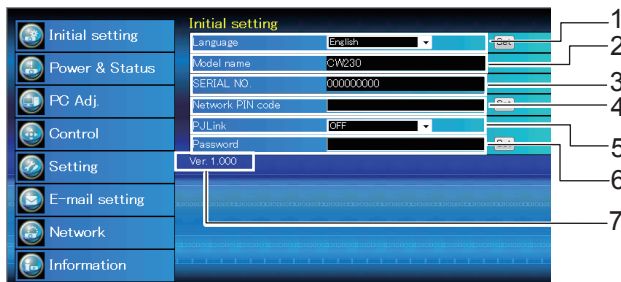 Initial setting
Power & Status
PC Adj.
Control
Setting
E-mail setting
Network
Information
Initial setting
Language English Set
Model name CW230
SERIAL NO. 000000000
Network PIN code Set
PJLink OFF
Password Set
Ver. 1.000
1
2
3
4
5
6
7